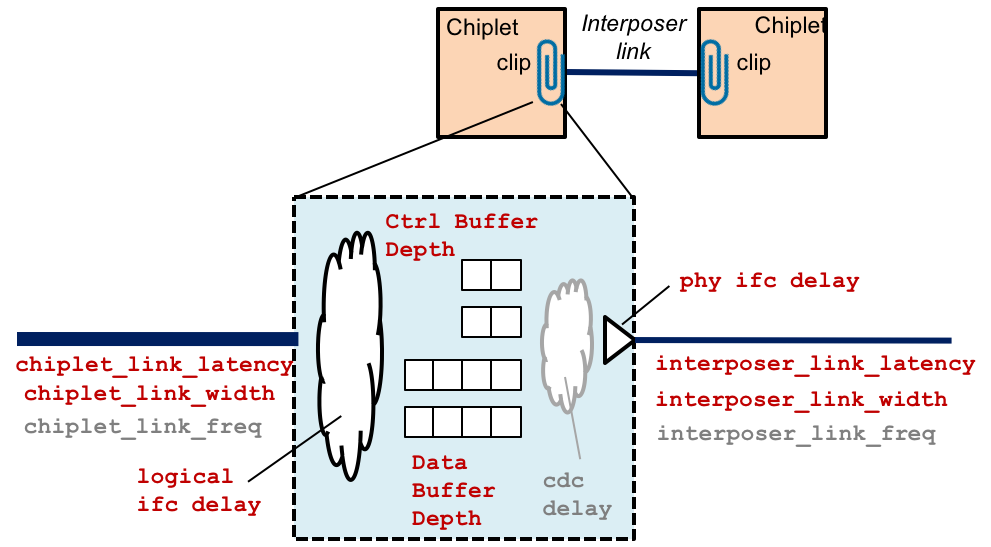 Chiplet
clip
Interposer
link
Chiplet
clip
Ctrl Buffer
Depth
phy ifc delay
chiplet_link_latency
chiplet_link_width
chiplet_link_freq
interposer_link_latency
interposer_link_width
interposer_link_freq
logical
ifc delay
Data
Buffer
Depth
cdc
delay